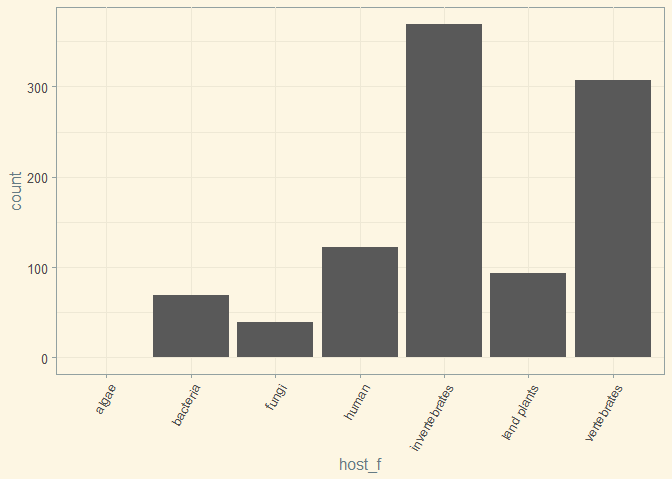 count
300
200
100
0
algae
bacteria
fungi
human
invertebrates
land plants
vertebrates
host_f